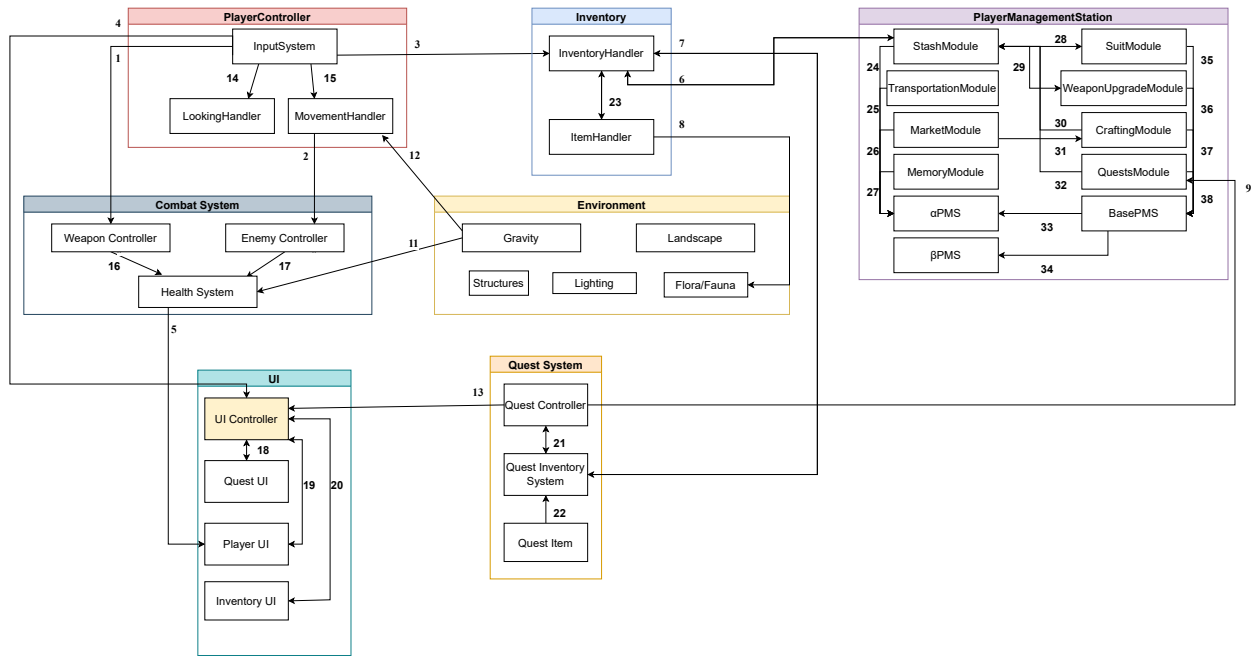 PlayerController
InputSystem
LookingHandler
MovementHandler
4
1
14
15
3
2
12
Inventory
InventoryHandler
ItemHandler
23
7
6
8
PlayerManagementStation
StashModule
SuitModule
TransportationModule
WeaponUpgradeModule
MarketModule
CraftingModule
MemoryModule
QuestsModule
αPMS
BasePMS
βPMS
24
25
26
27
28
29
30
31
32
33
34
35
36
37
38
9
Combat System
Weapon Controller
Enemy Controller
Health System
16
17
11
5
Environment
Gravity
Landscape
Structures
Lighting
Flora/Fauna
UI
UI Controller
Quest UI
Player UI
Inventory UI
18
19
20
13
Quest System
Quest Controller
Quest Inventory
System
Quest Item
21
22